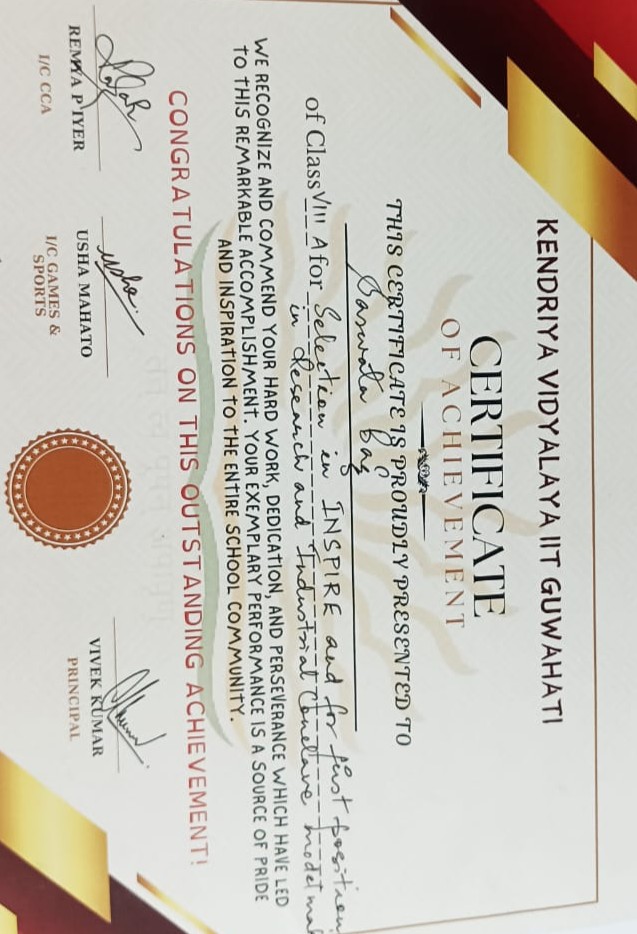 KENDRIYA VIDYALAYA IIT GUWAHATI
CERTIFICATE
OF ACHIEVEMENT
THIS CERTIFICATE IS PROUDLY PRESENTED TO
Saswata Bag
of Class VIII A for Selection in INSPIRE and for first position
in Research and Industrial Conclave model
WE RECOGNIZE AND COMMEND YOUR HARD WORK, DEDICATION, AND PERSEVERANCE WHICH HAVE LED
TO THIS REMARKABLE ACCOMPLISHMENT. YOUR EXEMPLARY PERFORMANCE IS A SOURCE OF PRIDE
AND INSPIRATION TO THE ENTIRE SCHOOL COMMUNITY.
CONGRATULATIONS ON THIS OUTSTANDING ACHIEVEMENT!
Usha.
REMYA P IYER
I/C CCA
USHA MAHATO
I/C GAMES &
SPORTS
VIVEK KUMAR
PRINCIPAL